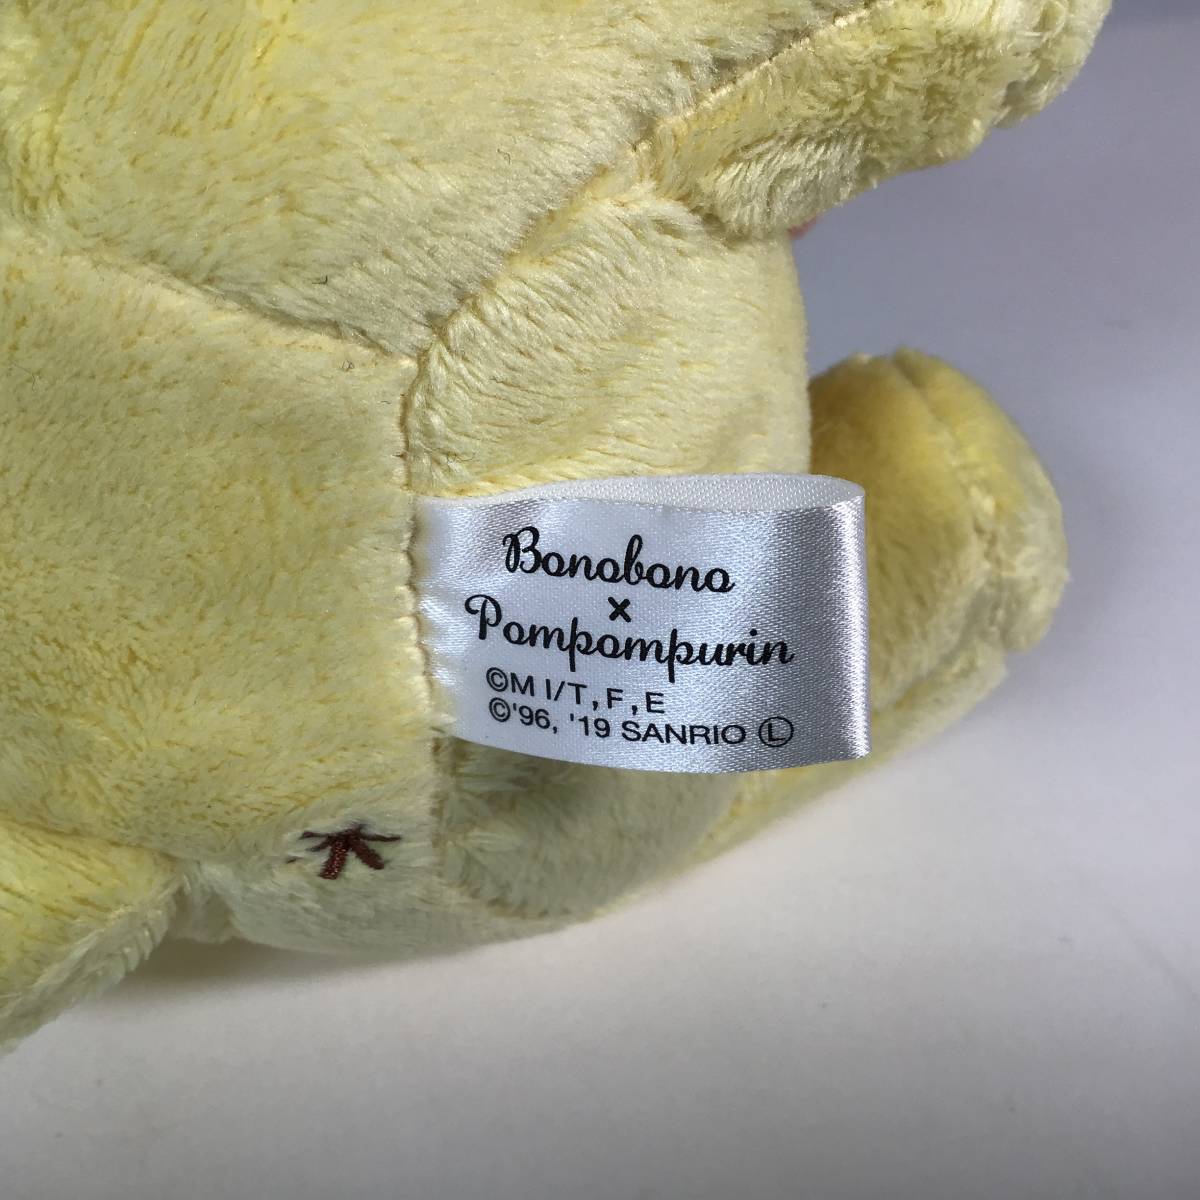 Bonobono
×
Pompompurin
©M I/T, F, E
©'96, '19 SANRIO Ⓛ